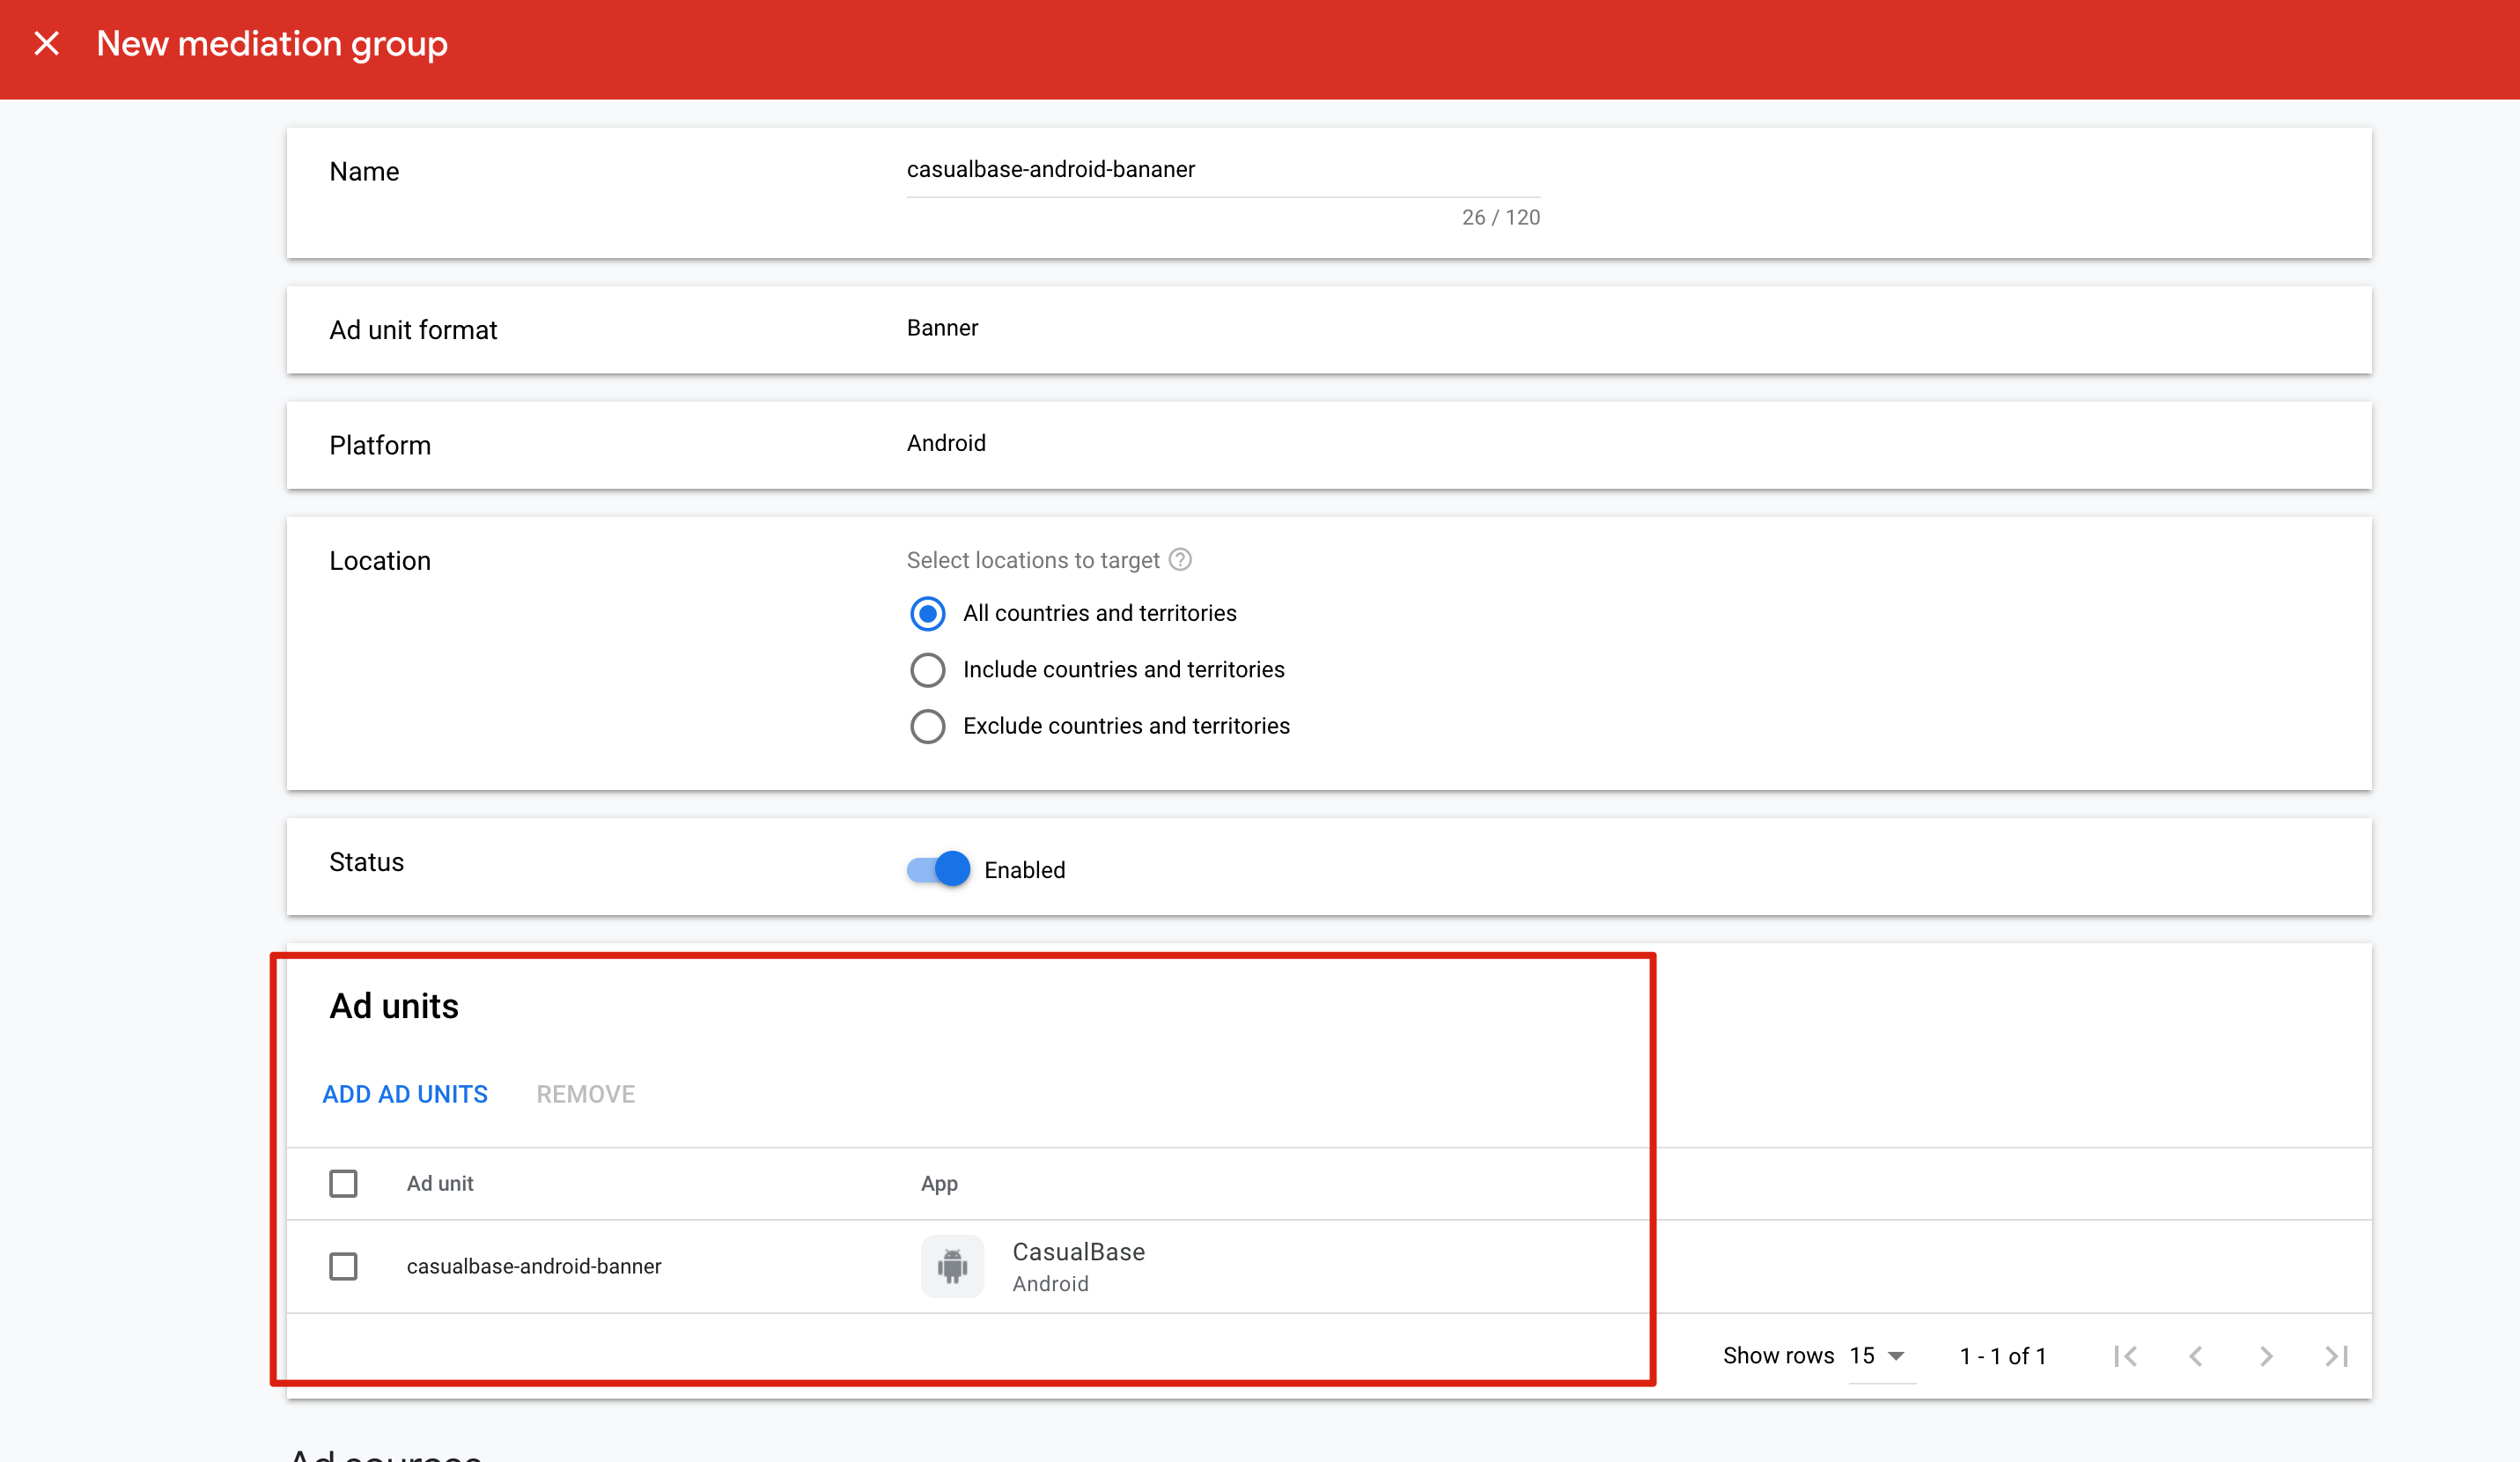 New mediation group
Name
casualbase-android-bananer
26 / 120
Ad unit format
Banner
Platform
Android
Location
Select locations to target
All countries and territories
Include countries and territories
Exclude countries and territories
Status
Enabled
Ad units
ADD AD UNITS REMOVE
Ad unit App
casualbase-android-banner
CasualBase
Android
Show rows 15 1 - 1 of 1
Ad sources